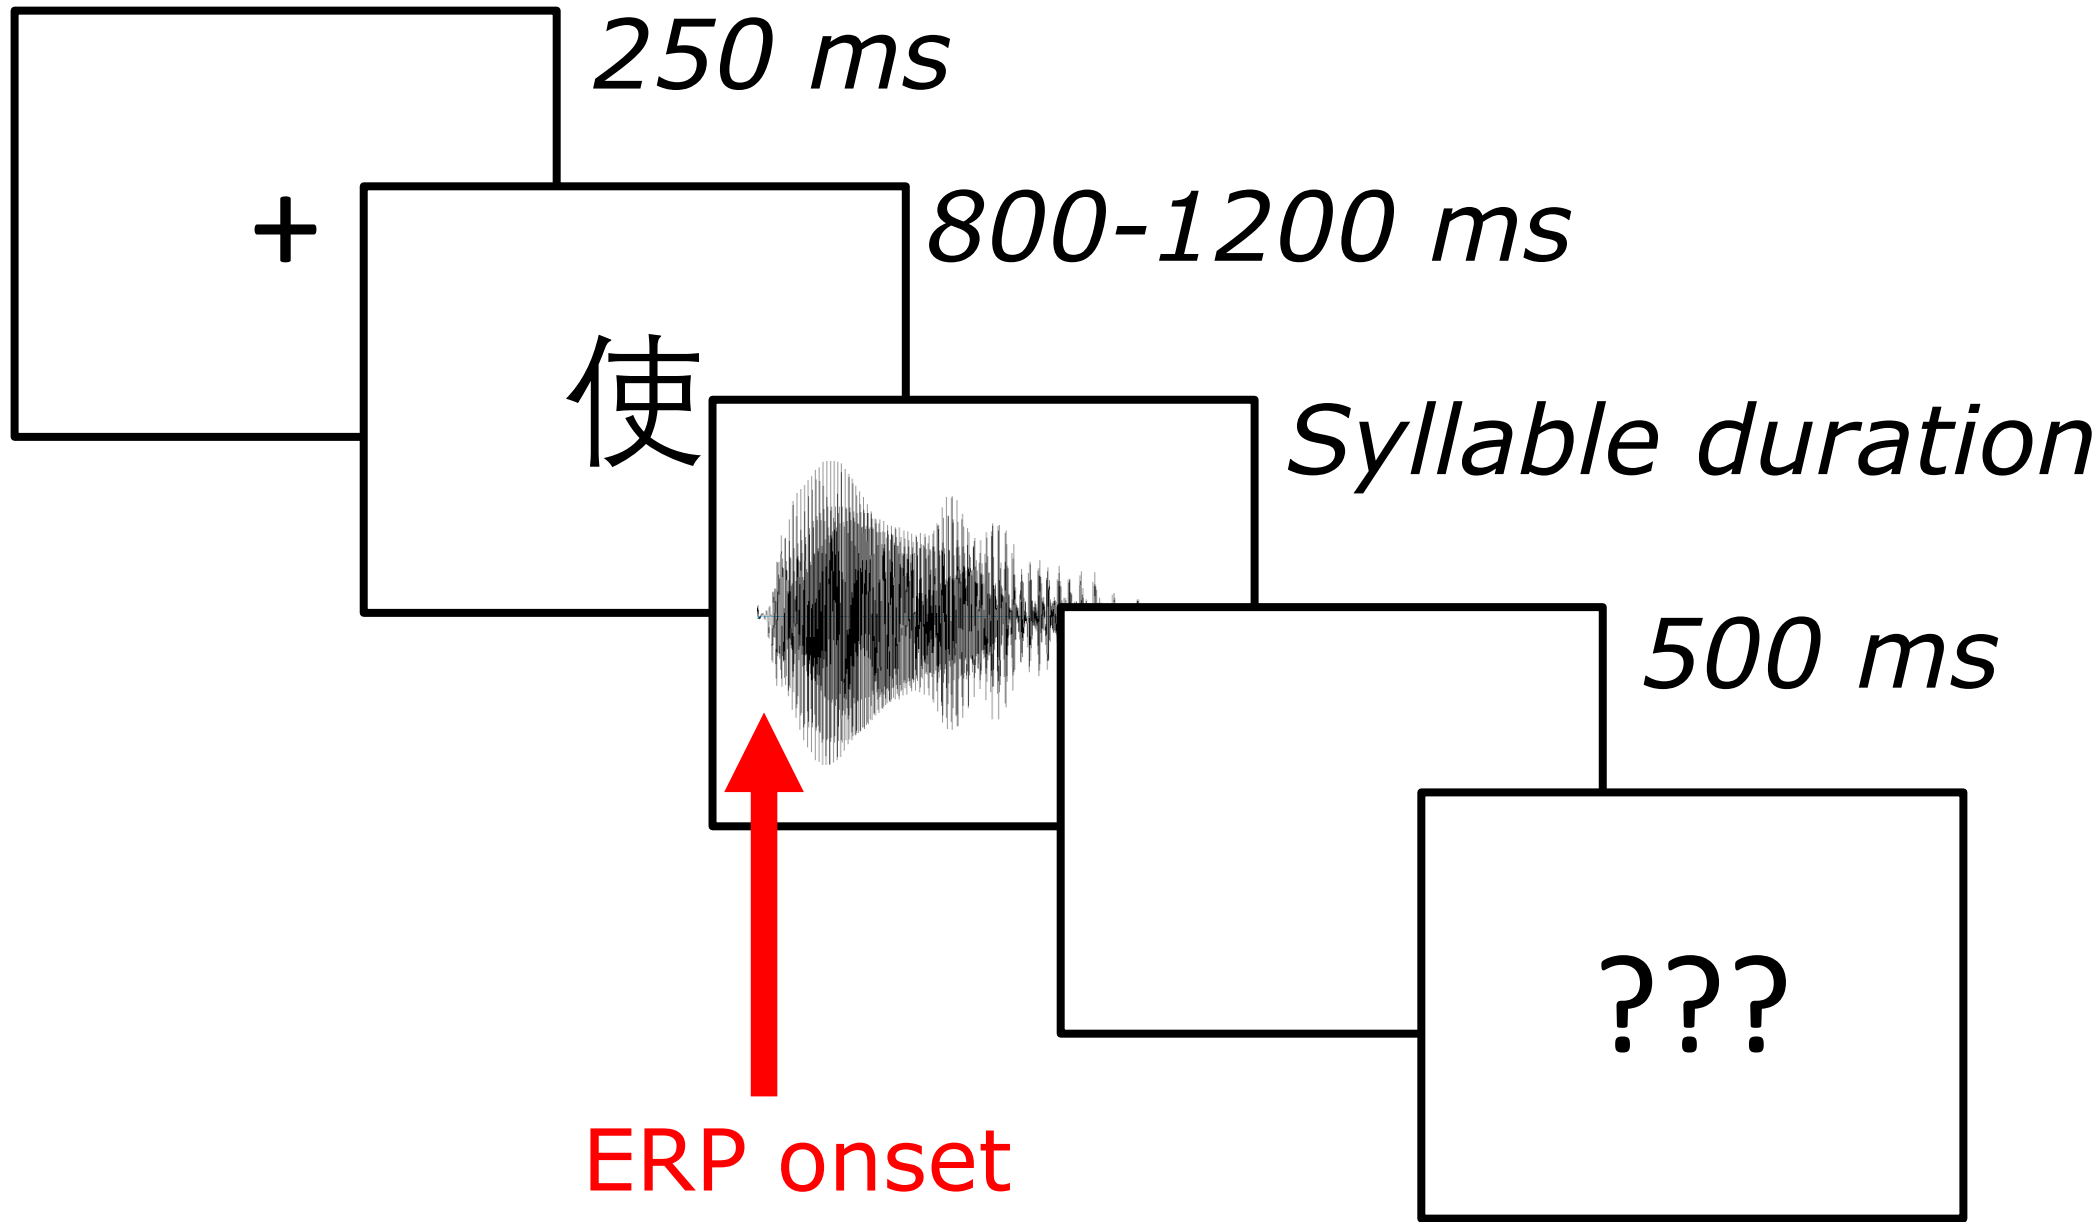 250 ms
+
800-1200 ms
使
Syllable duration
500 ms
???
ERP onset